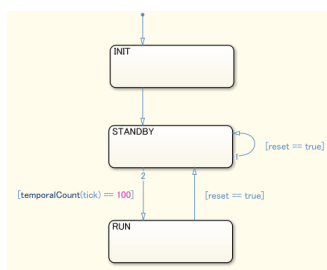 INIT
STANDBY
1
[reset == true]
2
[temporalCount(tick) == 100]
[reset == true]
RUN